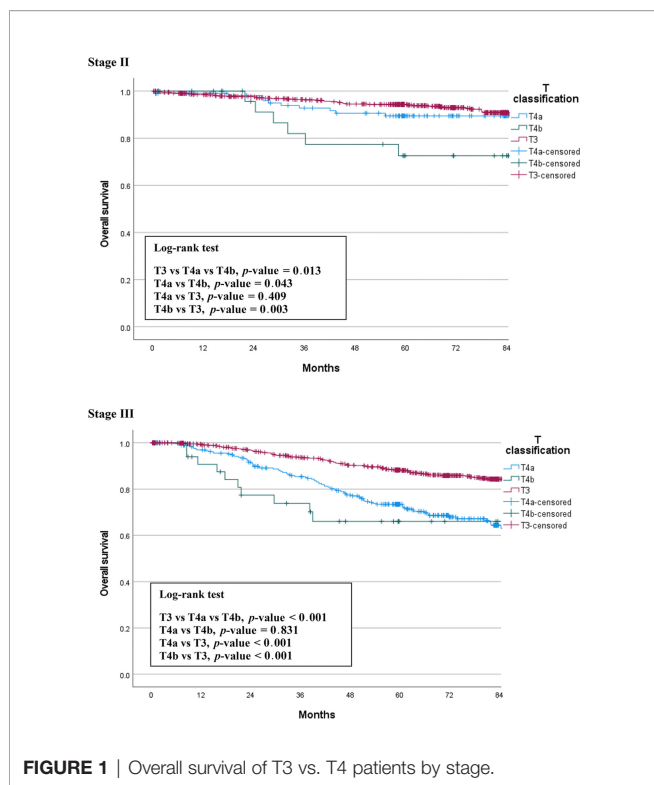 Stage II
T
classification
T4a
T4b
T3
T4a-censored
T4b-censored
T3-censored
1.0
0.8
0.6
0.4
0.2
0.0
Overall survival
Log-rank test
T3 vs T4a vs T4b, p-value = 0.013
T4a vs T4b, p-value = 0.043
T4a vs T3, p-value = 0.409
T4b vs T3, p-value = 0.003
0 12 24 36 48 60 72 84
Months
Stage III
T
classification
T4a
T4b
T3
T4a-censored
T4b-censored
T3-censored
1.0
0.8
0.6
0.4
0.2
0.0
Overall survival
Log-rank test
T3 vs T4a vs T4b, p-value < 0.001
T4a vs T4b, p-value = 0.831
T4a vs T3, p-value < 0.001
T4b vs T3, p-value < 0.001
0 12 24 36 48 60 72 84
Months
FIGURE 1 | Overall survival of T3 vs. T4 patients by stage.